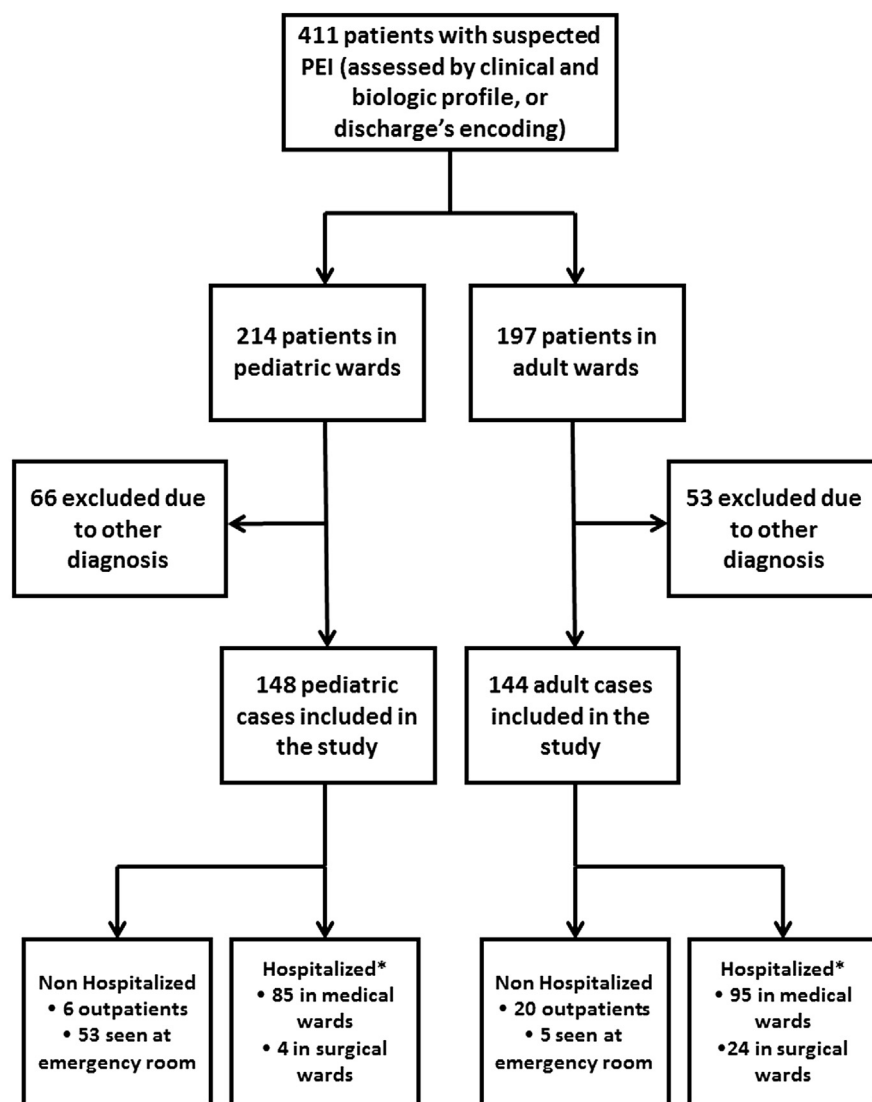 411 patients with suspected
PEI (assessed by clinical and
biologic profile, or
discharge's encoding)
214 patients in
pediatric wards
197 patients in
adult wards
66 excluded due
to other
diagnosis
53 excluded due
to other
diagnosis
148 pediatric
cases included in
the study
144 adult cases
included in the
study
Non Hospitalized
• 6 outpatients
• 53 seen at
emergency room
Hospitalized*
• 85 in medical
wards
• 4 in surgical
wards
Non Hospitalized
• 20 outpatients
• 5 seen at
emergency room
Hospitalized*
• 95 in medical
wards
•24 in surgical
wards